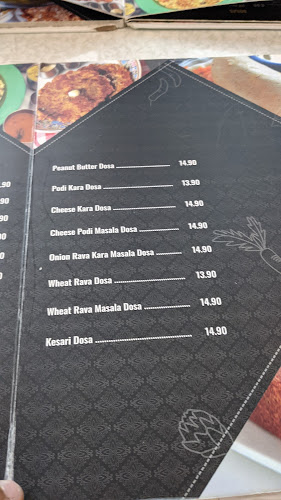 Peanut Butter Dosa ........................ 14.90
Podi Kara Dosa ............................. 13.90
Cheese Kara Dosa ......................... 14.90
Cheese Podi Masala Dosa ............... 14.90
Onion Rava Kara Masala Dosa ......... 14.90
Wheat Rava Dosa ......................... 13.90
Wheat Rava Masala Dosa ................ 14.90
Kesari Dosa ................................. 14.90